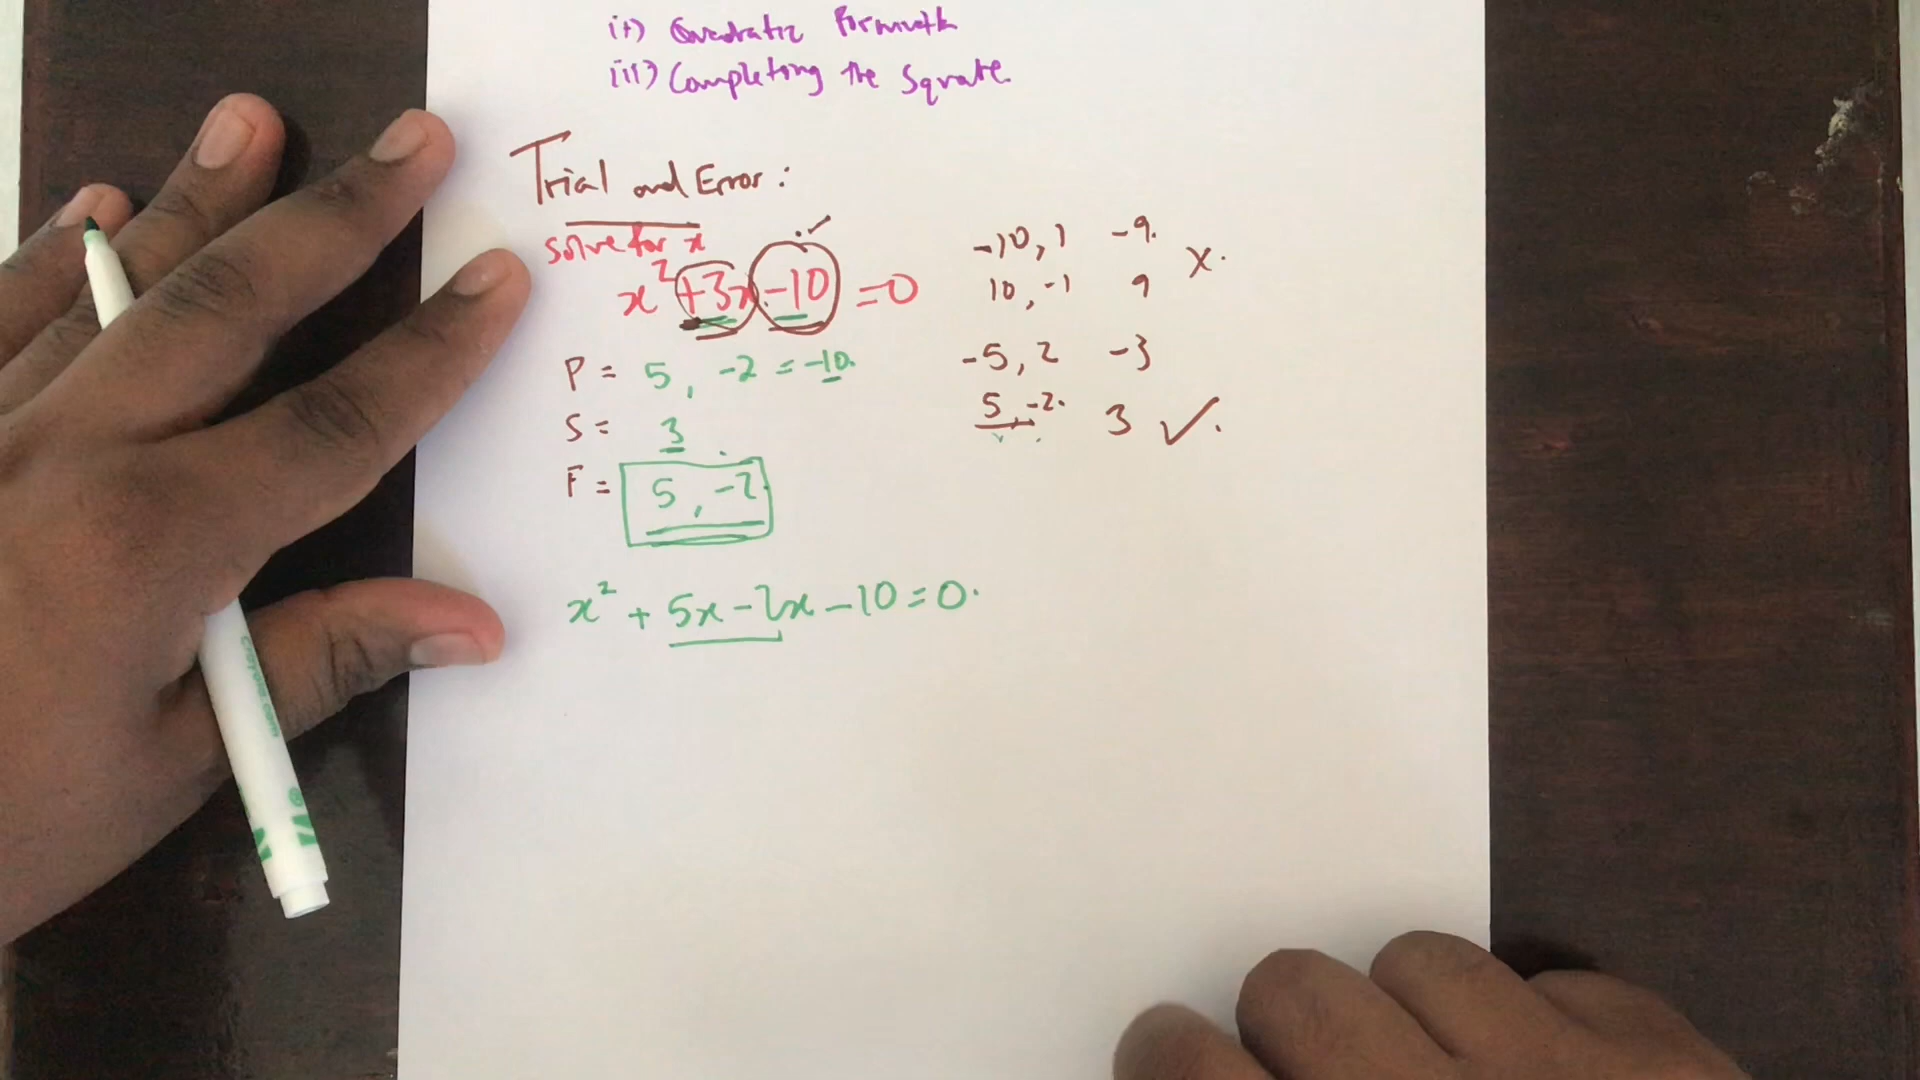 ii) Quadratic Formula
iii) Completing the Square.
Trial and Error:
solve for x
x² +3x -10 =0
P = 5, -2 = -10.
S = 3
F = 5, -2
x² + 5x - 2x - 10 = 0.
-10, 1 -9. x.
10, -1 9
-5, 2 -3
5, -2. 3 ✓.
crayola.com